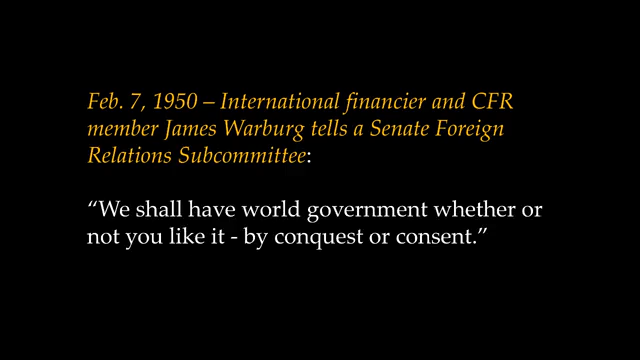 Feb. 7, 1950 – International financier and CFR
member James Warburg tells a Senate Foreign
Relations Subcommittee:
“We shall have world government whether or
not you like it - by conquest or consent.”